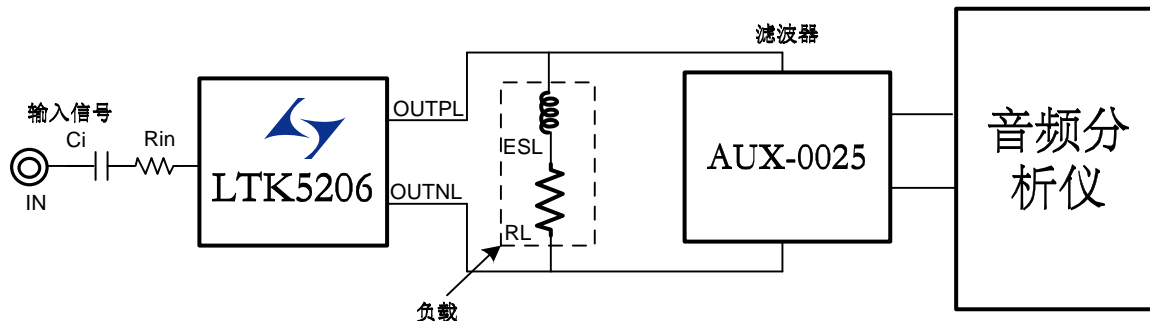 输入信号
Ci
Rin
IN
LTK5206
OUTPL
OUTNL
ESL
RL
负载
滤波器
AUX-0025
音频分
析仪